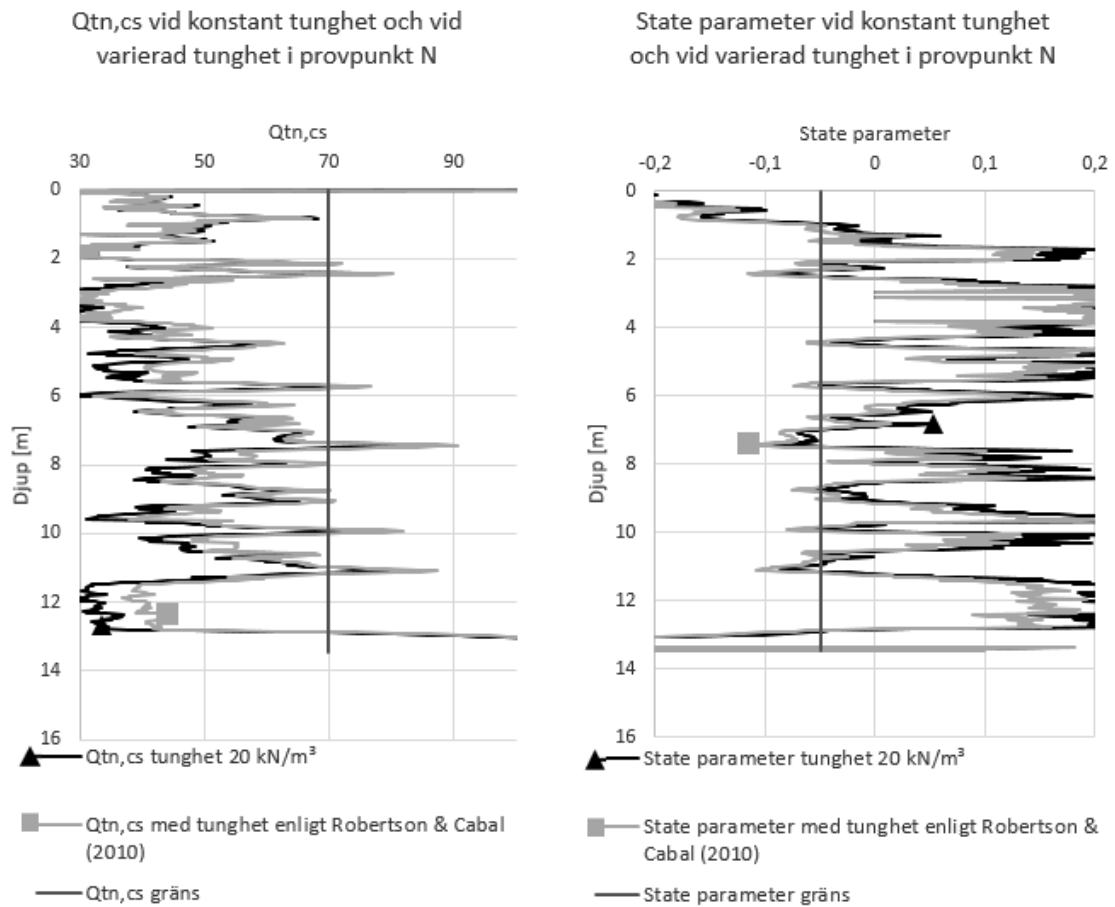 Qtn,cs vid konstant tunghet och vid
varierad tunghet i provpunkt N
Qtn,cs
30 50 70 90
0
2
4
6
8
10
12
14
16
Djup [m]
Qtn,cs tunghet 20 kN/m³
Qtn,cs med tunghet enligt Robertson & Cabal
(2010)
Qtn,cs gräns
State parameter vid konstant tunghet
och vid varierad tunghet i provpunkt N
State parameter
-0,2 -0,1 0 0,1 0,2
0
2
4
6
8
10
12
14
16
Djup [m]
State parameter tunghet 20 kN/m³
State parameter med tunghet enligt Robertson &
Cabal (2010)
State parameter gräns